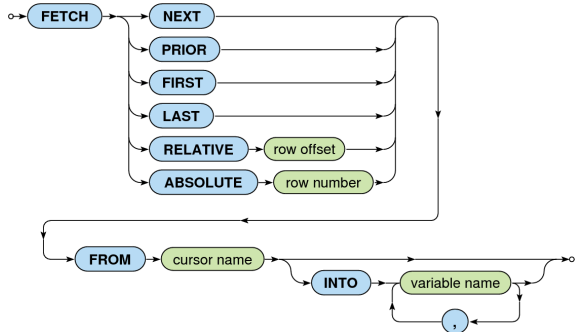 FETCH NEXT
PRIOR
FIRST
LAST
RELATIVE row offset
ABSOLUTE row number
FROM cursor name
INTO variable name
,